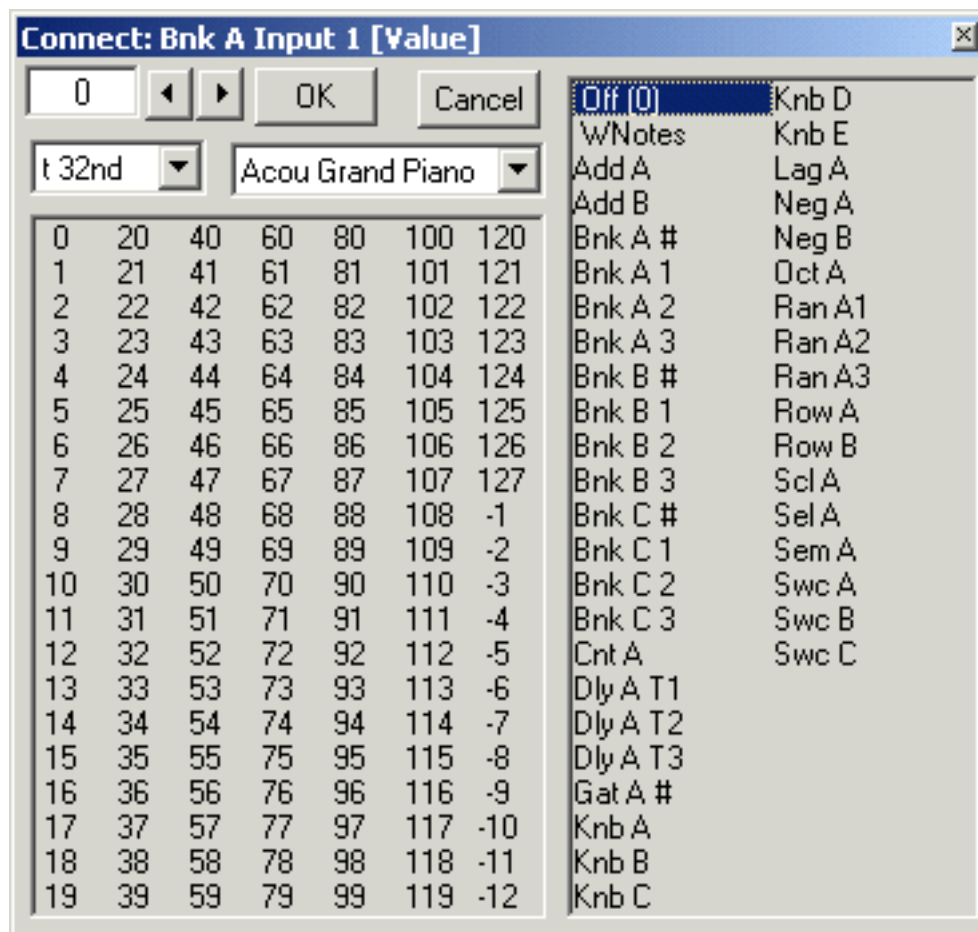 Connect: Bnk A Input 1 [Value]
0 OK Cancel
t 32nd Acou Grand Piano
0 20 40 60 80 100 120
1 21 41 61 81 101 121
2 22 42 62 82 102 122
3 23 43 63 83 103 123
4 24 44 64 84 104 124
5 25 45 65 85 105 125
6 26 46 66 86 106 126
7 27 47 67 87 107 127
8 28 48 68 88 108 -1
9 29 49 69 89 109 -2
10 30 50 70 90 110 -3
11 31 51 71 91 111 -4
12 32 52 72 92 112 -5
13 33 53 73 93 113 -6
14 34 54 74 94 114 -7
15 35 55 75 95 115 -8
16 36 56 76 96 116 -9
17 37 57 77 97 117 -10
18 38 58 78 98 118 -11
19 39 59 79 99 119 -12
Off (0) Knb D
WNotes Knb E
Add A Lag A
Add B Neg A
Bnk A # Neg B
Bnk A 1 Oct A
Bnk A 2 Ran A1
Bnk A 3 Ran A2
Bnk B # Ran A3
Bnk B 1 Row A
Bnk B 2 Row B
Bnk B 3 Scl A
Bnk C # Sel A
Bnk C 1 Sem A
Bnk C 2 Swc A
Bnk C 3 Swc B
Cnt A Swc C
Dly A T1
Dly A T2
Dly A T3
Gat A #
Knb A
Knb B
Knb C